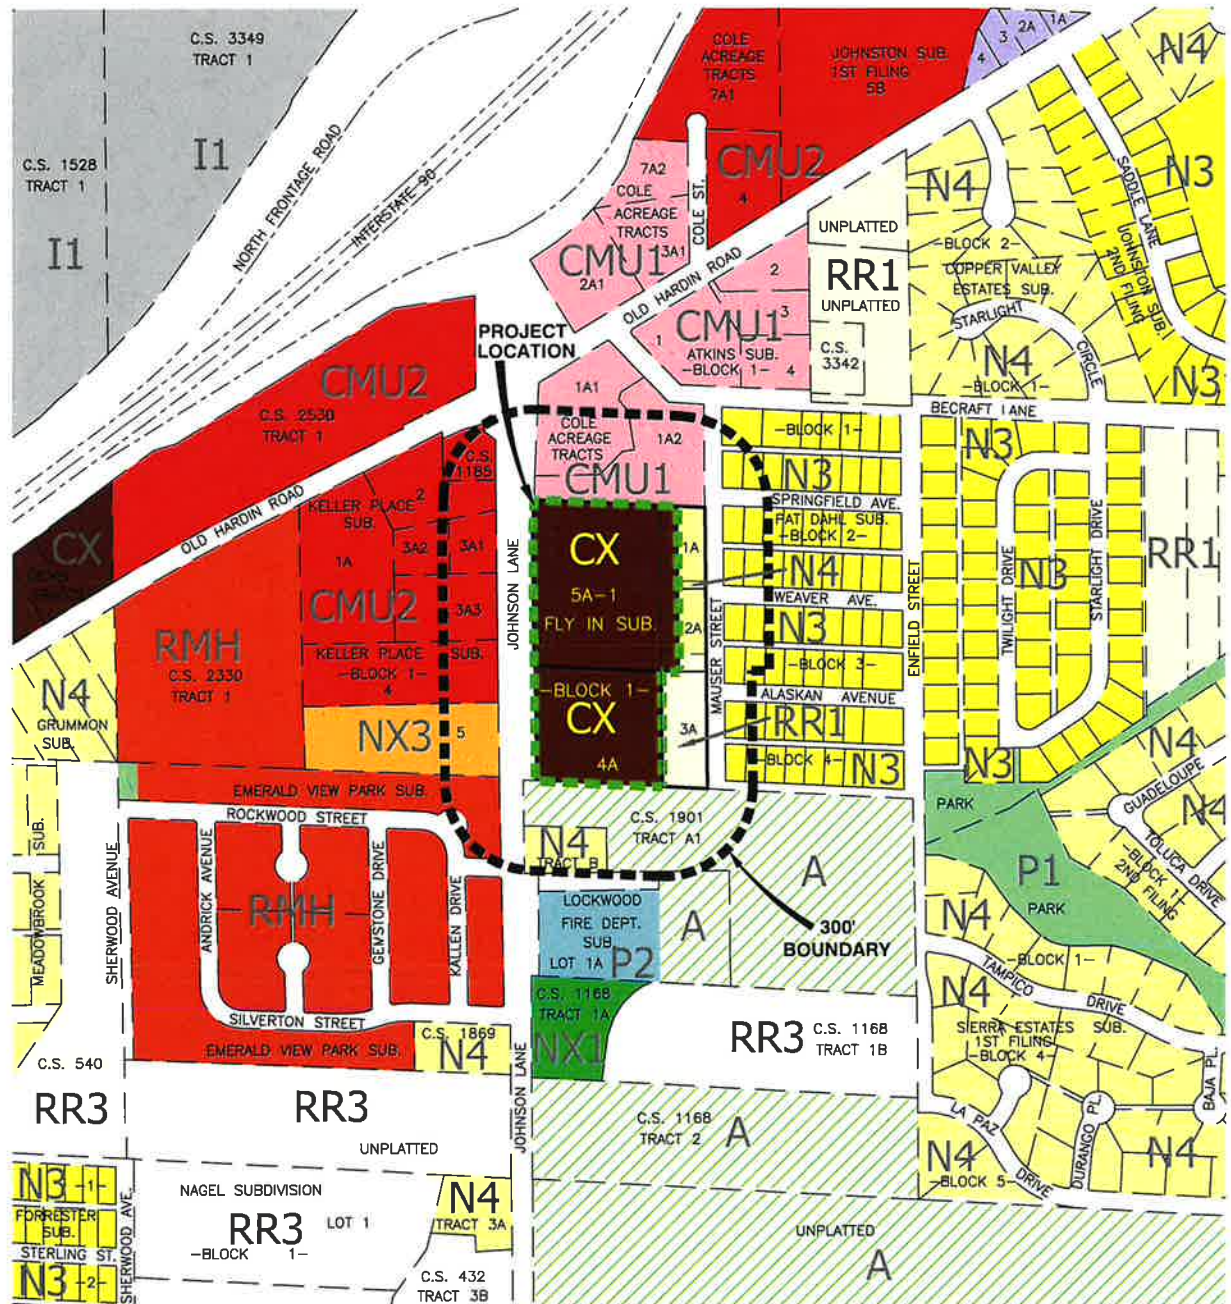 C.S. 3349
TRACT 1
I1
C.S. 1528
TRACT 1
I1
NORTH FRONTAGE ROAD
INTERSTATE 90
COLE
ACREAGE
TRACTS
7A1
JOHNSTON SUB.
1ST FILING
5B
4
3
2A
1A
N4
SADDLE LANE
N3
JOHNSTON SUB.
2ND FILING
N3
7A2
COLE
ACREAGE
TRACTS
3A1
CMU1
2A1
COLE ST.
CMU2
4
OLD HARDIN ROAD
UNPLATTED
RR1
UNPLATTED
C.S.
3342
N4
-BLOCK 2-
COPPER VALLEY
ESTATES SUB.
STARLIGHT
CIRCLE
N4
-BLOCK 1-
2
CMU1
3
1
ATKINS SUB.
-BLOCK 1-
4
BECRAFT LANE
PROJECT
LOCATION
CMU2
C.S. 2530
TRACT 1
1A1
COLE
ACREAGE
TRACTS
1A2
CMU1
-BLOCK 1-
N3
SPRINGFIELD AVE.
PAT DAHL SUB.
-BLOCK 2-
N4
WEAVER AVE.
N3
-BLOCK 3-
ALASKAN AVENUE
RR1
-BLOCK 4-
N3
N3
TWILIGHT DRIVE
N3
STARLIGHT DRIVE
N3
RR1
ENFIELD STREET
MAUSER STREET
C.S.
1185
KELLER PLACE
SUB.
2
1A
3A2
3A1
CMU2
3A3
KELLER PLACE SUB.
-BLOCK 1-
4
OLD HARDIN ROAD
CX
JOHNSON LANE
CX
5A-1
FLY IN SUB.
-BLOCK 1-
CX
4A
1A
2A
3A
RMH
C.S. 2330
TRACT 1
N4
GRUMMON
SUB.
NX3
5
EMERALD VIEW PARK SUB.
ROCKWOOD STREET
ANDRICK AVENUE
GEMSTONE DRIVE
KALLEN DRIVE
RMH
SILVERTON STREET
EMERALD VIEW PARK SUB.
MEADOWBROOK SUB.
SHERWOOD AVENUE
C.S. 1901
TRACT A1
N4
TRACT B
A
A
300'
BOUNDARY
LOCKWOOD
FIRE DEPT.
SUB.
LOT 1A
P2
C.S. 1168
TRACT 1A
NX1
RR3
C.S. 1168
TRACT 1B
PARK
P1
PARK
N4
GUADELOUPE
N4
TOLUCA DRIVE
-BLOCK 1-
2ND FILING
N4
-BLOCK 1-
TAMPICO
DRIVE
N4
SIERRA ESTATES SUB.
1ST FILING
-BLOCK 4-
BAJA PL.
LA PAZ
DRIVE
DURANGO PL.
N4
N4
-BLOCK 5-
C.S. 1869
N4
C.S. 540
RR3
RR3
UNPLATTED
JOHNSON LANE
C.S. 1168
TRACT 2
A
N3
-1-
FORRESTER
SUB.
STERLING ST.
N3
-2-
SHERWOOD AVE.
NAGEL SUBDIVISION
RR3
LOT 1
-BLOCK 1-
N4
TRACT 3A
C.S. 432
TRACT 3B
UNPLATTED
A